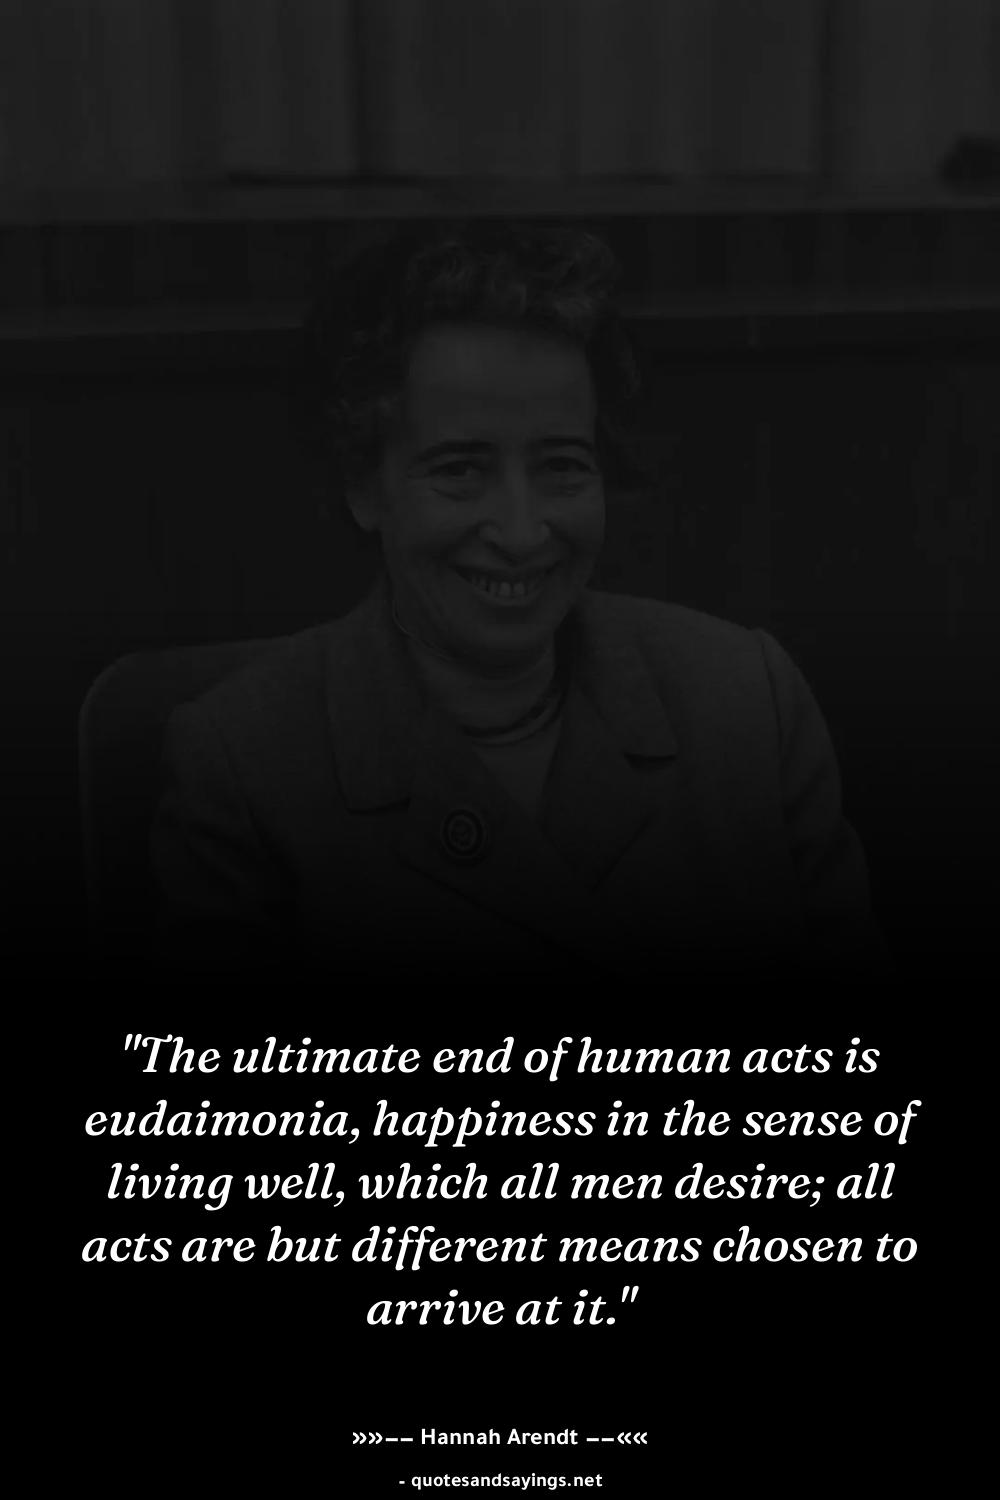 "The ultimate end of human acts is
eudaimonia, happiness in the sense of
living well, which all men desire; all
acts are but different means chosen to
arrive at it."
»»−− Hannah Arendt −−««
- quotesandsayings.net